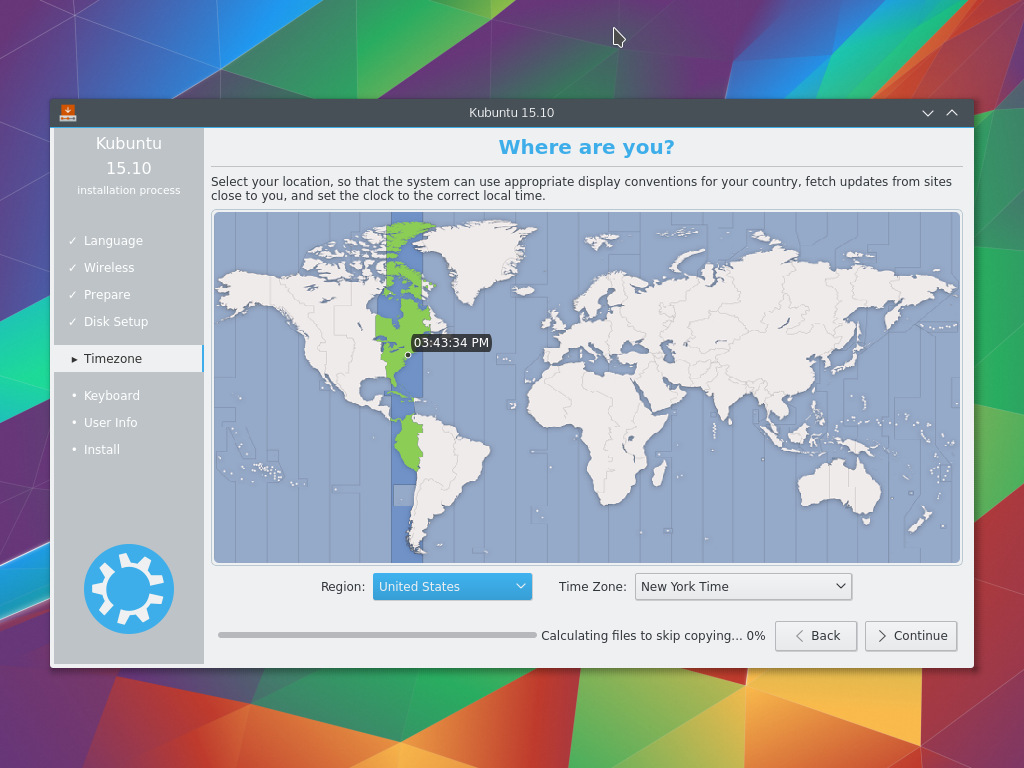 Kubuntu 15.10
Kubuntu
15.10
installation process
✓ Language
✓ Wireless
✓ Prepare
✓ Disk Setup
▸ Timezone
• Keyboard
• User Info
• Install
Where are you?
Select your location, so that the system can use appropriate display conventions for your country, fetch updates from sites
close to you, and set the clock to the correct local time.
03:43:34 PM
Region: United States Time Zone: New York Time
Calculating files to skip copying... 0% Back Continue